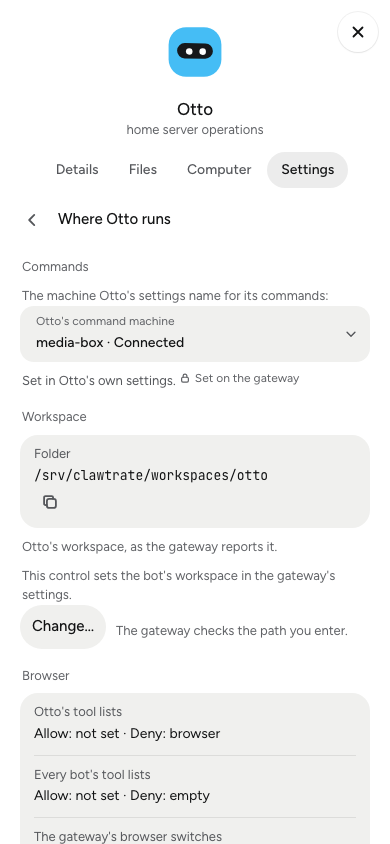 Otto
home server operations
Details Files Computer Settings
Where Otto runs
Commands
The machine Otto's settings name for its commands:
Otto's command machine
media-box · Connected
Set in Otto's own settings. Set on the gateway
Workspace
Folder
/srv/clawtrate/workspaces/otto
Otto's workspace, as the gateway reports it.
This control sets the bot's workspace in the gateway's
settings.
Change... The gateway checks the path you enter.
Browser
Otto's tool lists
Allow: not set · Deny: browser
Every bot's tool lists
Allow: not set · Deny: empty
The gateway's browser switches